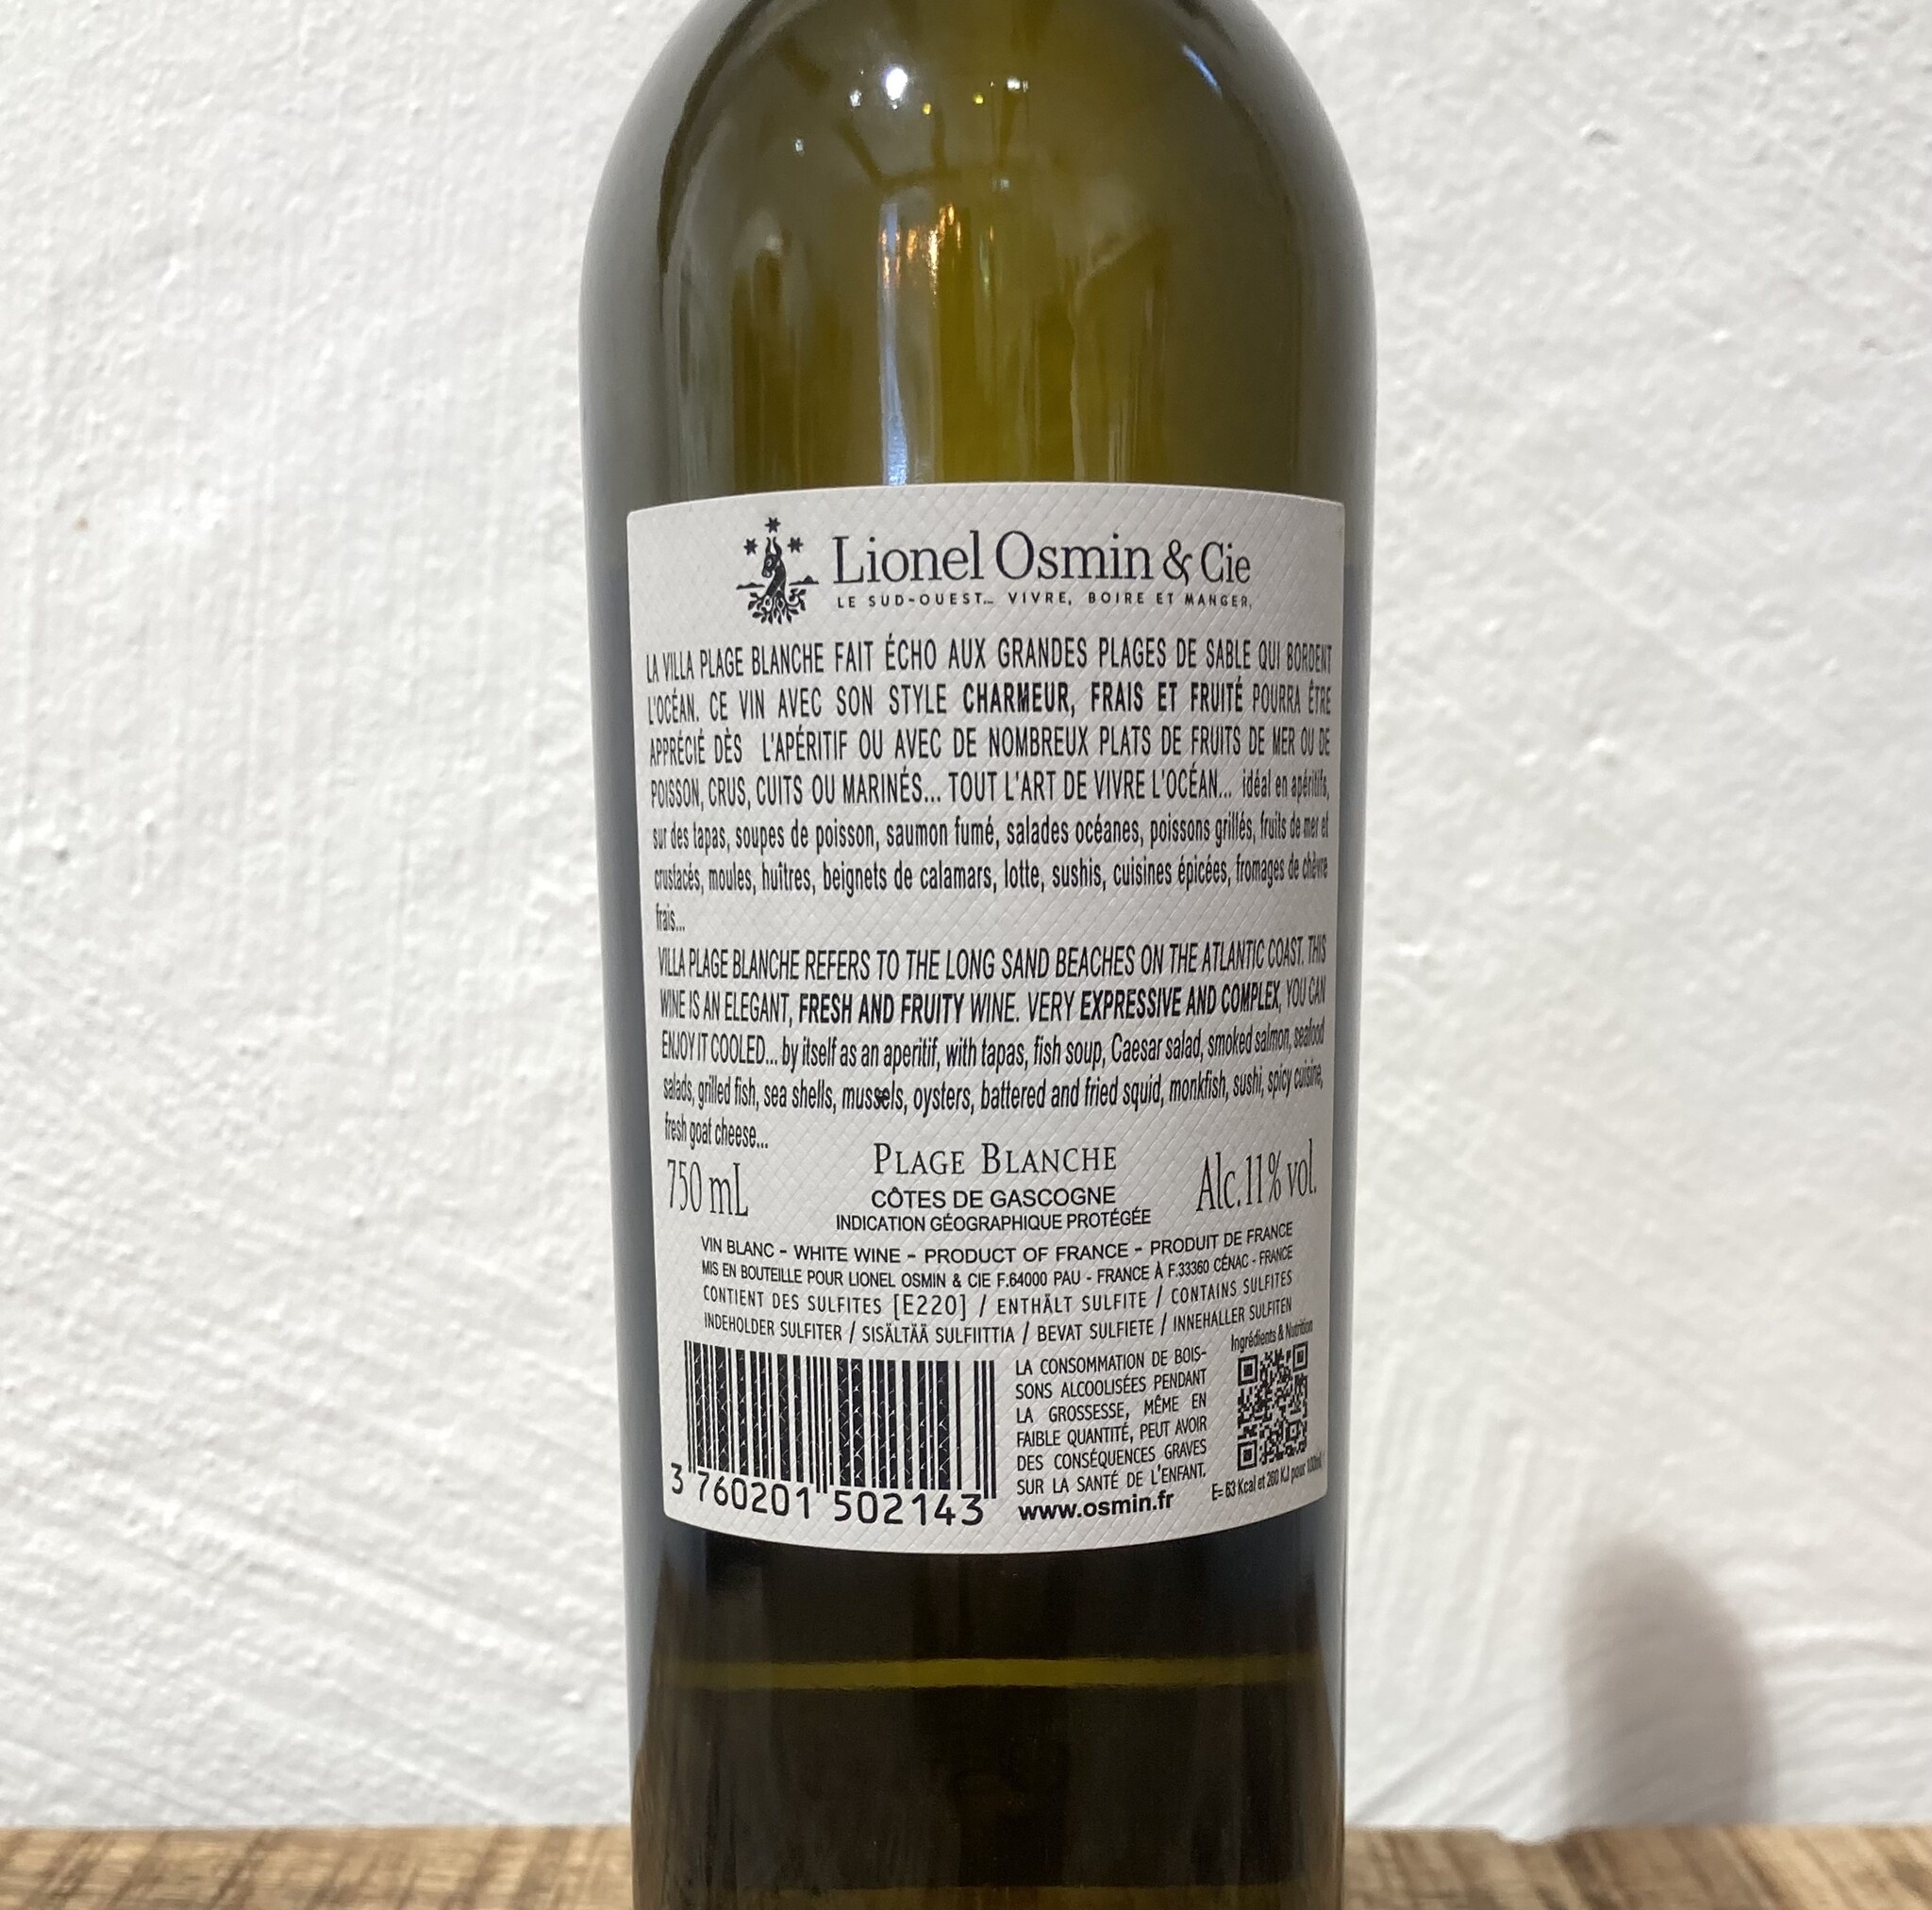 Lionel Osmin & Cie
LE SUD-OUEST... VIVRE, BOIRE ET MANGER.
LA VILLA PLAGE BLANCHE FAIT ÉCHO AUX GRANDES PLAGES DE SABLE QUI BORDENT
L'OCÉAN. CE VIN AVEC SON STYLE CHARMEUR, FRAIS ET FRUITÉ POURRA ÊTRE
APPRÉCIÉ DÈS L'APÉRITIF OU AVEC DE NOMBREUX PLATS DE FRUITS DE MER OU DE
POISSON, CRUS, CUITS OU MARINÉS... TOUT L'ART DE VIVRE L'OCÉAN... idéal en apéritifs,
sur des tapas, soupes de poisson, saumon fumé, salades océanes, poissons grillés, fruits de mer et
crustacés, moules, huîtres, beignets de calamars, lotte, sushis, cuisines épicées, fromages de chèvre
frais...
VILLA PLAGE BLANCHE REFERS TO THE LONG SAND BEACHES ON THE ATLANTIC COAST. THIS
WINE IS AN ELEGANT, FRESH AND FRUITY WINE. VERY EXPRESSIVE AND COMPLEX, YOU CAN
ENJOY IT COOLED... by itself as an aperitif, with tapas, fish soup, Caesar salad, smoked salmon, seafood
salads, grilled fish, sea shells, mussels, oysters, battered and fried squid, monkfish, sushi, spicy cuisine,
fresh goat cheese...
PLAGE BLANCHE
750 mL
CÔTES DE GASCOGNE
Alc.11% vol.
INDICATION GÉOGRAPHIQUE PROTÉGÉE
VIN BLANC - WHITE WINE - PRODUCT OF FRANCE - PRODUIT DE FRANCE
MIS EN BOUTEILLE POUR LIONEL OSMIN & CIE F.64000 PAU - FRANCE À F.33360 CÉNAC - FRANCE
CONTIENT DES SULFITES [E220] / ENTHÄLT SULFITE / CONTAINS SULFITES
INDEHOLDER SULFITER / SISÄLTÄÄ SULFIITTIA / BEVAT SULFIETE / INNEHALLER SULFITEN
Ingrédients & Nutrition
LA CONSOMMATION DE BOIS-
SONS ALCOOLISÉES PENDANT
LA GROSSESSE, MÊME EN
FAIBLE QUANTITÉ, PEUT AVOIR
DES CONSÉQUENCES GRAVES
SUR LA SANTÉ DE L'ENFANT.
www.osmin.fr
E= 63 Kcal et 260 KJ pour 100ml
3 760201 502143